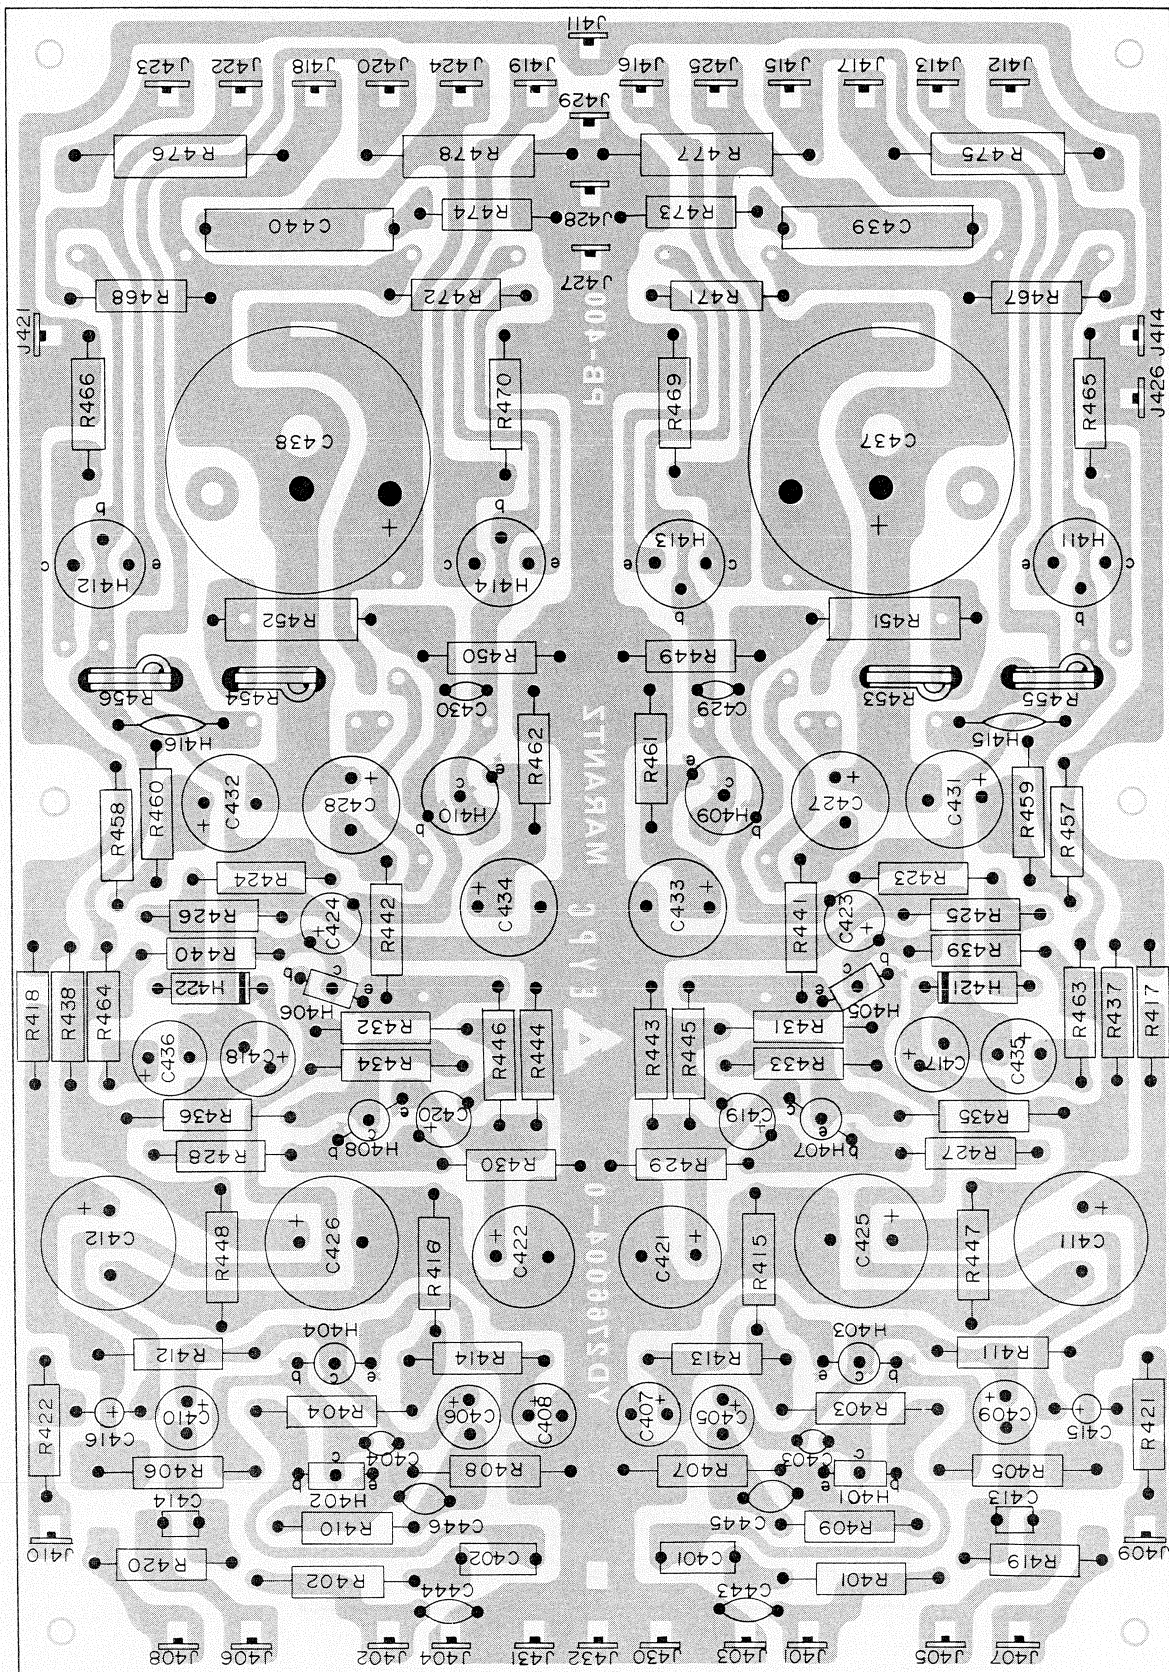 J411
J423 J422 J418 J420 J424 J419 J416 J425 J415 J417 J413 J412
J429
R476 R478 R477 R475
C440 R474 J428 R473 C439
J427
R468 R472 R471 R467
J421 J414
PB-400
R466 R470 R469 R465 J426
C438 C437
+ +
b b
c H412 e c H414 e e H413 c e H411 c
b b
R452 R451
R450 R449
R456 R454 C430 C429 R453 R455
H416 R462 R461 H415
MARANTZ
R458 R460 C432 + C428 + b H410 c e e H409 c b C427 + C431 + R459 R457
R424 R423
R426 C424 + R442 C434 + C433 + R441 C423 + R425
R440 R439
R418 R438 R464 H422 b H406 c e e H405 c b H421 R463 R437 R417
R432 R431
C436 + C418 + R434 R446 R444 A R443 R445 R433 C417 + C435 +
R436 b H408 c e C420 + C419 + e H407 c b R435
R428 R430 R429 R427
C412 + R448 C426 + R416 C422 + C421 + R415 C425 + R447 C411 +
YD2766004-0
H404 H403
R412 b c e R414 R413 e c b R411
R422 C416 + C410 + R404 C406 + C408 + C407 + C405 + R403 C409 + C415 + R421
C404 C403
R406 b c e R408 R407 e c b R405
C414 H402 H401 C413
R410 C446 C445 R409
J410 J409
R420 C402 C401 R419
R402 C444 C443 R401
J408 J406 J402 J404 J431 J432 J430 J403 J401 J405 J407